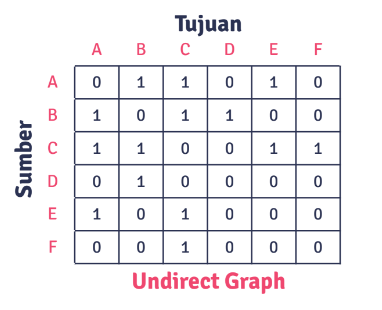 Tujuan
A B C D E F
A 0 1 1 0 1 0
B 1 0 1 1 0 0
C 1 1 0 0 1 1
D 0 1 0 0 0 0
E 1 0 1 0 0 0
F 0 0 1 0 0 0
Sumber
Undirect Graph